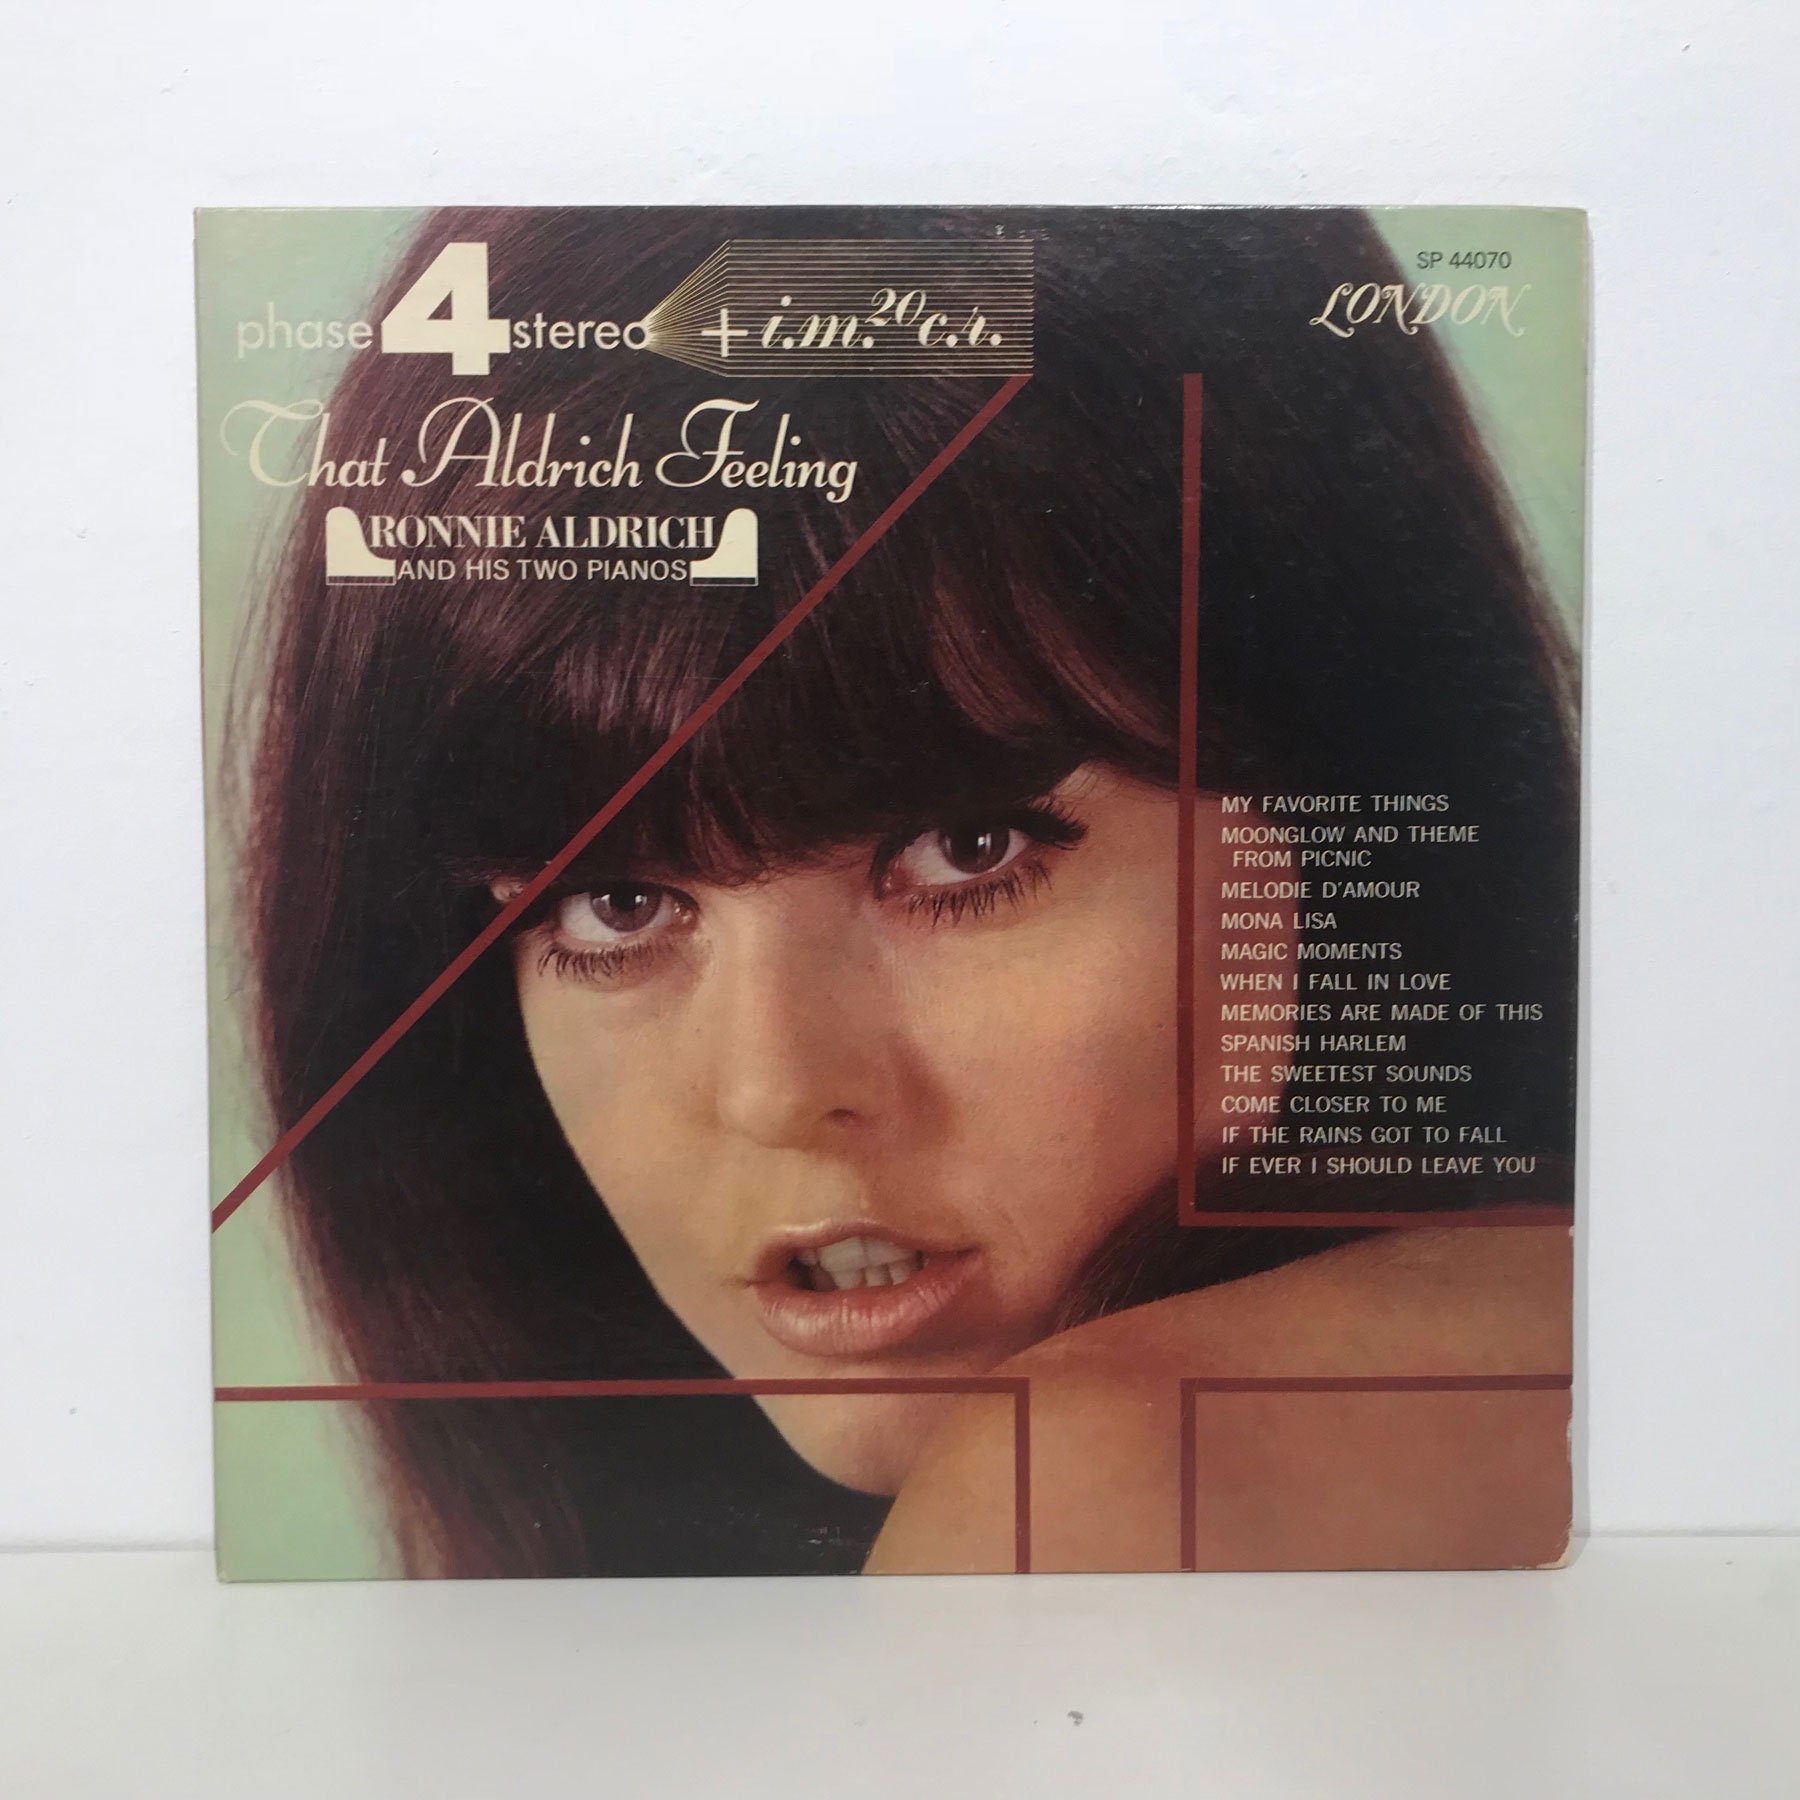 phase 4 stereo + i.m.20 c.r.
SP 44070
LONDON
That Aldrich Feeling
RONNIE ALDRICH
AND HIS TWO PIANOS
MY FAVORITE THINGS
MOONGLOW AND THEME
FROM PICNIC
MELODIE D'AMOUR
MONA LISA
MAGIC MOMENTS
WHEN I FALL IN LOVE
MEMORIES ARE MADE OF THIS
SPANISH HARLEM
THE SWEETEST SOUNDS
COME CLOSER TO ME
IF THE RAINS GOT TO FALL
IF EVER I SHOULD LEAVE YOU